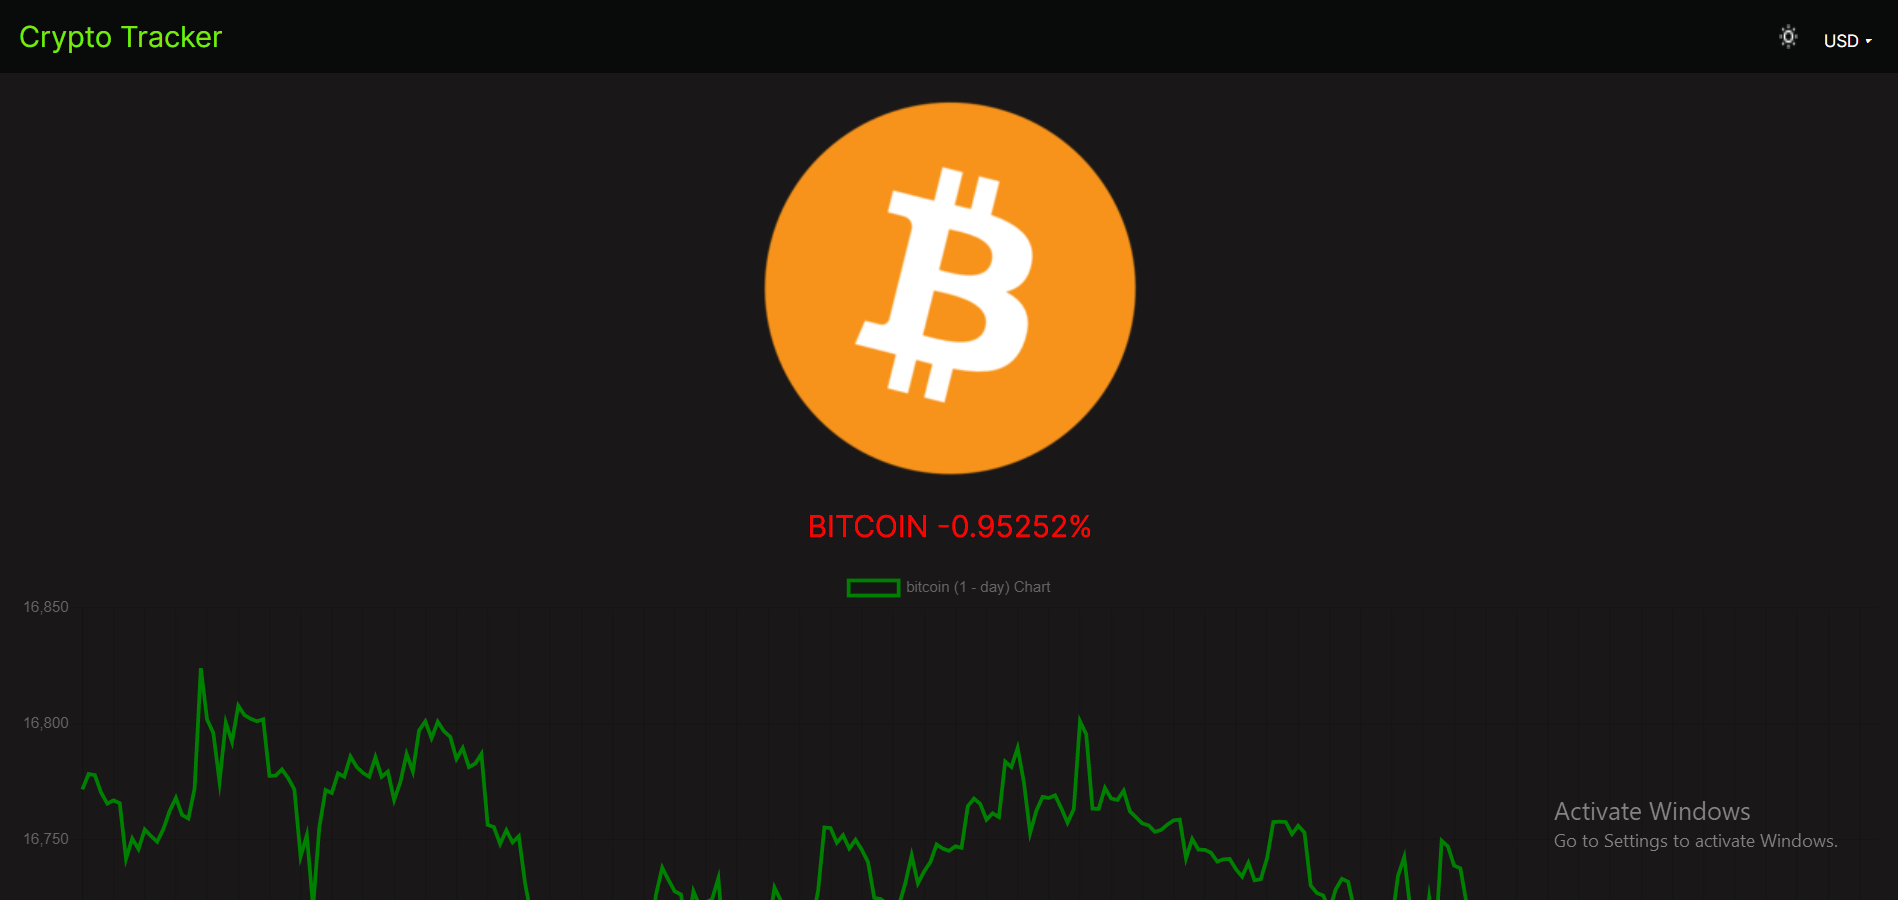 Crypto Tracker
USD
BITCOIN -0.95252%
bitcoin (1 - day) Chart
16,850
16,800
16,750
Activate Windows
Go to Settings to activate Windows.